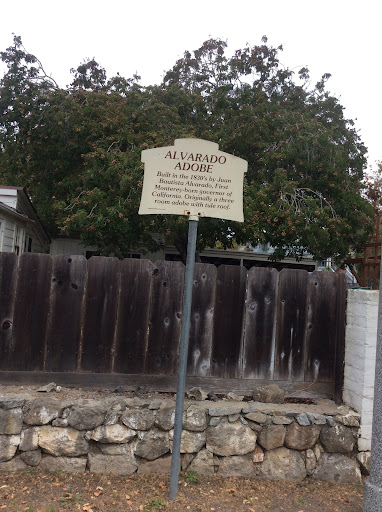 ALVARADO
ADOBE
Built in the 1830's by Juan
Bautista Alvarado, First
Monterey-born governor of
California. Originally a three
room adobe with tule roof.